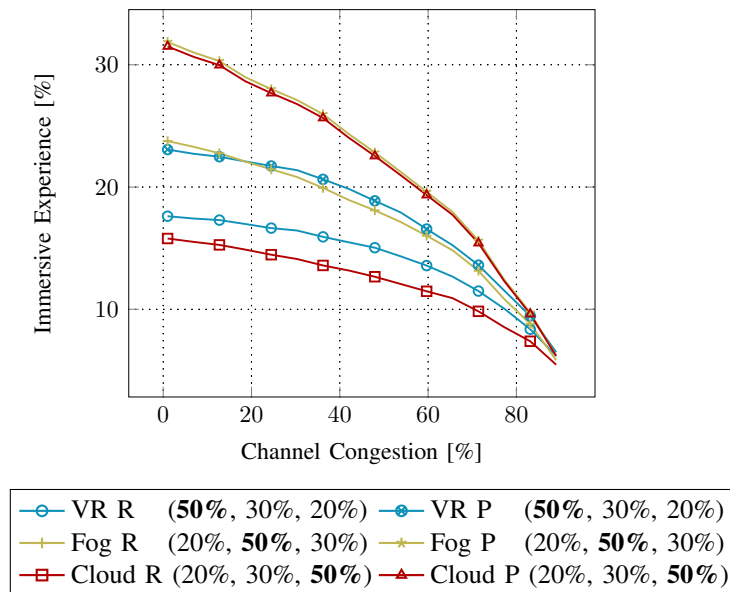 30
20
10
Immersive Experience [%]
0 20 40 60 80
Channel Congestion [%]
VR R (50%, 30%, 20%) VR P (50%, 30%, 20%)
Fog R (20%, 50%, 30%) Fog P (20%, 50%, 30%)
Cloud R (20%, 30%, 50%) Cloud P (20%, 30%, 50%)